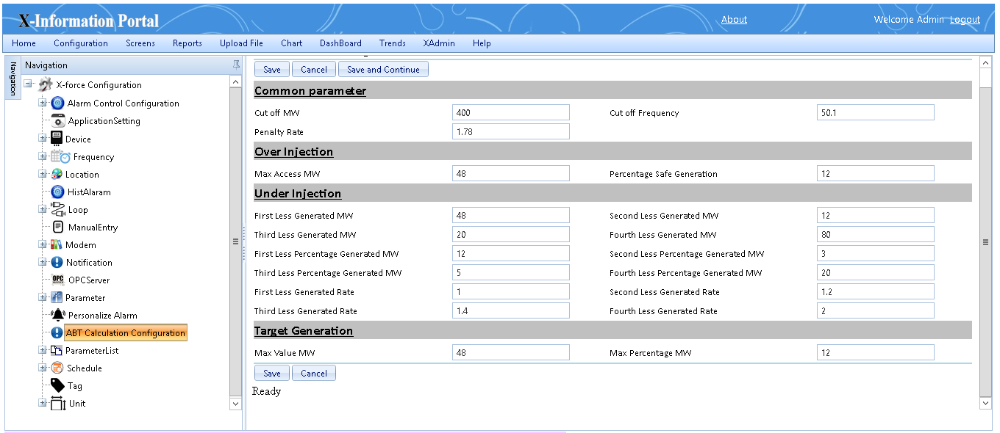 X-Information Portal
About
Welcome Admin Logout
Home Configuration Screens Reports Upload File Chart DashBoard Trends XAdmin Help
Navigation
Navigation
X-force Configuration
Alarm Control Configuration
ApplicationSetting
Device
Frequency
Location
HistAlaram
Loop
ManualEntry
Modem
Notification
OPC OPCServer
Parameter
Personalize Alarm
ABT Calculation Configuration
ParameterList
Schedule
Tag
Unit
Save Cancel Save and Continue
Common parameter
Cut off MW 400 Cut off Frequency 50.1
Penalty Rate 1.78
Over Injection
Max Access MW 48 Percentage Safe Generation 12
Under Injection
First Less Generated MW 48 Second Less Generated MW 12
Third Less Generated MW 20 Fourth Less Generated MW 80
First Less Percentage Generated MW 12 Second Less Percentage Generated MW 3
Third Less Percentage Generated MW 5 Fourth Less Percentage Generated MW 20
First Less Generated Rate 1 Second Less Generated Rate 1.2
Third Less Generated Rate 1.4 Fourth Less Generated Rate 2
Target Generation
Max Value MW 48 Max Percentage MW 12
Save Cancel
Ready